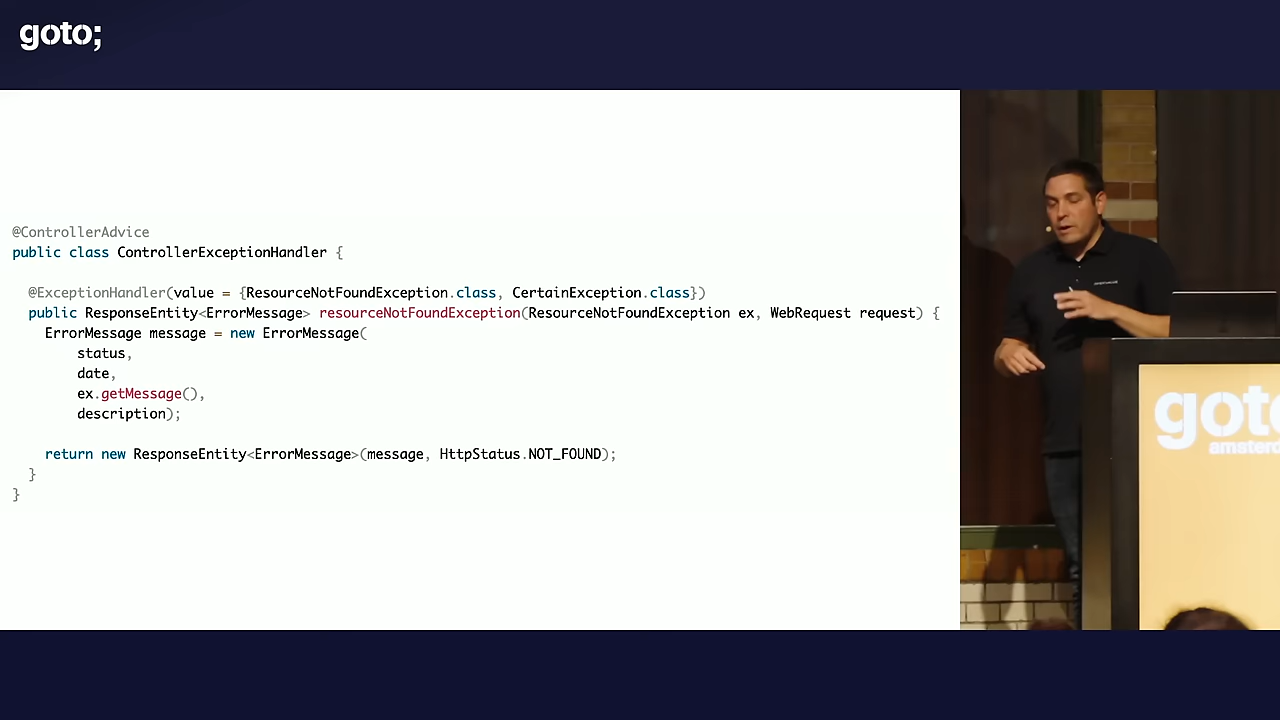 goto;
@ControllerAdvice
public class ControllerExceptionHandler {
@ExceptionHandler(value = {ResourceNotFoundException.class, CertainException.class})
public ResponseEntity<ErrorMessage> resourceNotFoundException(ResourceNotFoundException ex, WebRequest request) {
ErrorMessage message = new ErrorMessage(
status,
date,
ex.getMessage(),
description);
return new ResponseEntity<ErrorMessage>(message, HttpStatus.NOT_FOUND);
}
}
goto
amsterd